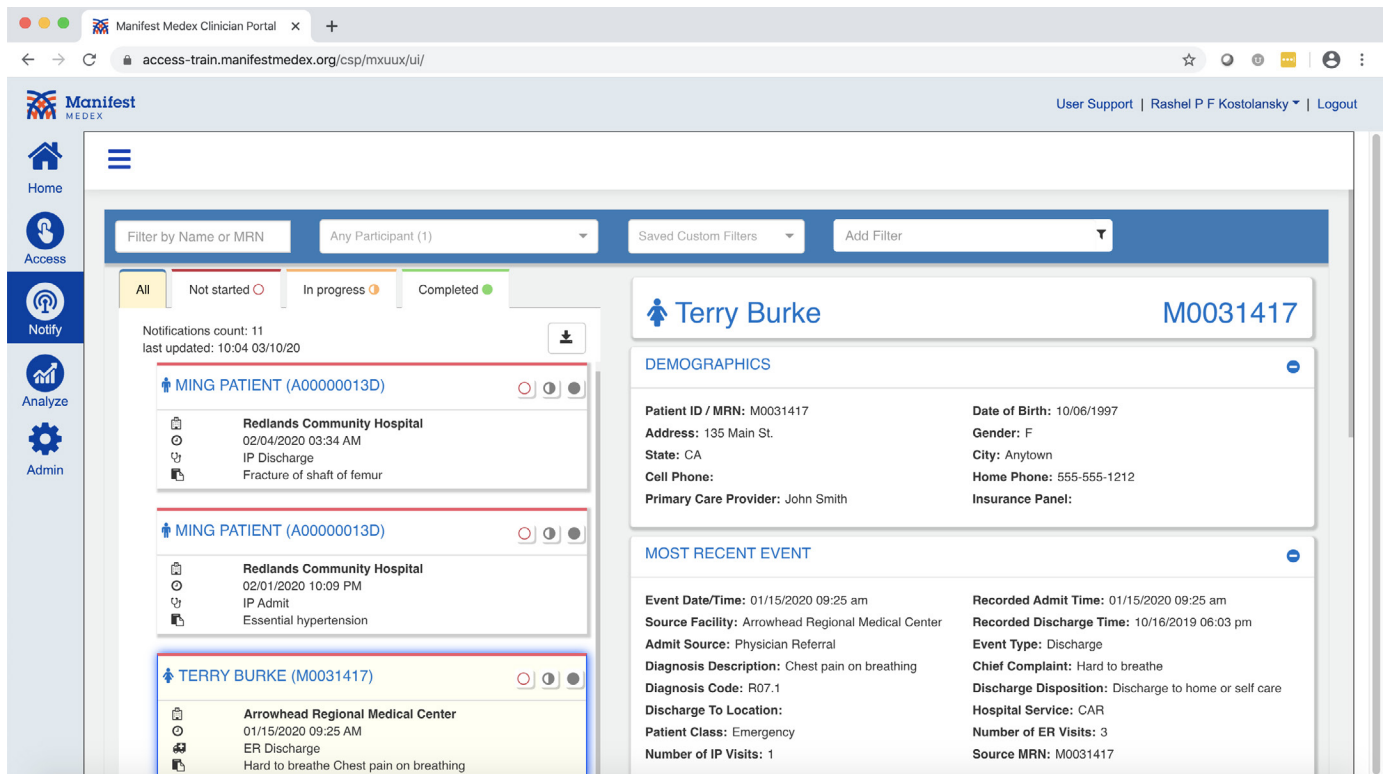 Manifest Medex Clinician Portal
access-train.manifestmedex.org/csp/mxuux/ui/
Manifest
MEDEX
User Support | Rashel P F Kostolansky | Logout
Home
Access
Notify
Analyze
Admin
Filter by Name or MRN
Any Participant (1)
Saved Custom Filters
Add Filter
All
Not started
In progress
Completed
Notifications count: 11
last updated: 10:04 03/10/20
MING PATIENT (A00000013D)
Redlands Community Hospital
02/04/2020 03:34 AM
IP Discharge
Fracture of shaft of femur
MING PATIENT (A00000013D)
Redlands Community Hospital
02/01/2020 10:09 PM
IP Admit
Essential hypertension
TERRY BURKE (M0031417)
Arrowhead Regional Medical Center
01/15/2020 09:25 AM
ER Discharge
Hard to breathe Chest pain on breathing
Terry Burke M0031417
DEMOGRAPHICS
Patient ID / MRN: M0031417 Date of Birth: 10/06/1997
Address: 135 Main St. Gender: F
State: CA City: Anytown
Cell Phone: Home Phone: 555-555-1212
Primary Care Provider: John Smith Insurance Panel:
MOST RECENT EVENT
Event Date/Time: 01/15/2020 09:25 am Recorded Admit Time: 01/15/2020 09:25 am
Source Facility: Arrowhead Regional Medical Center Recorded Discharge Time: 10/16/2019 06:03 pm
Admit Source: Physician Referral Event Type: Discharge
Diagnosis Description: Chest pain on breathing Chief Complaint: Hard to breathe
Diagnosis Code: R07.1 Discharge Disposition: Discharge to home or self care
Discharge To Location: Hospital Service: CAR
Patient Class: Emergency Number of ER Visits: 3
Number of IP Visits: 1 Source MRN: M0031417